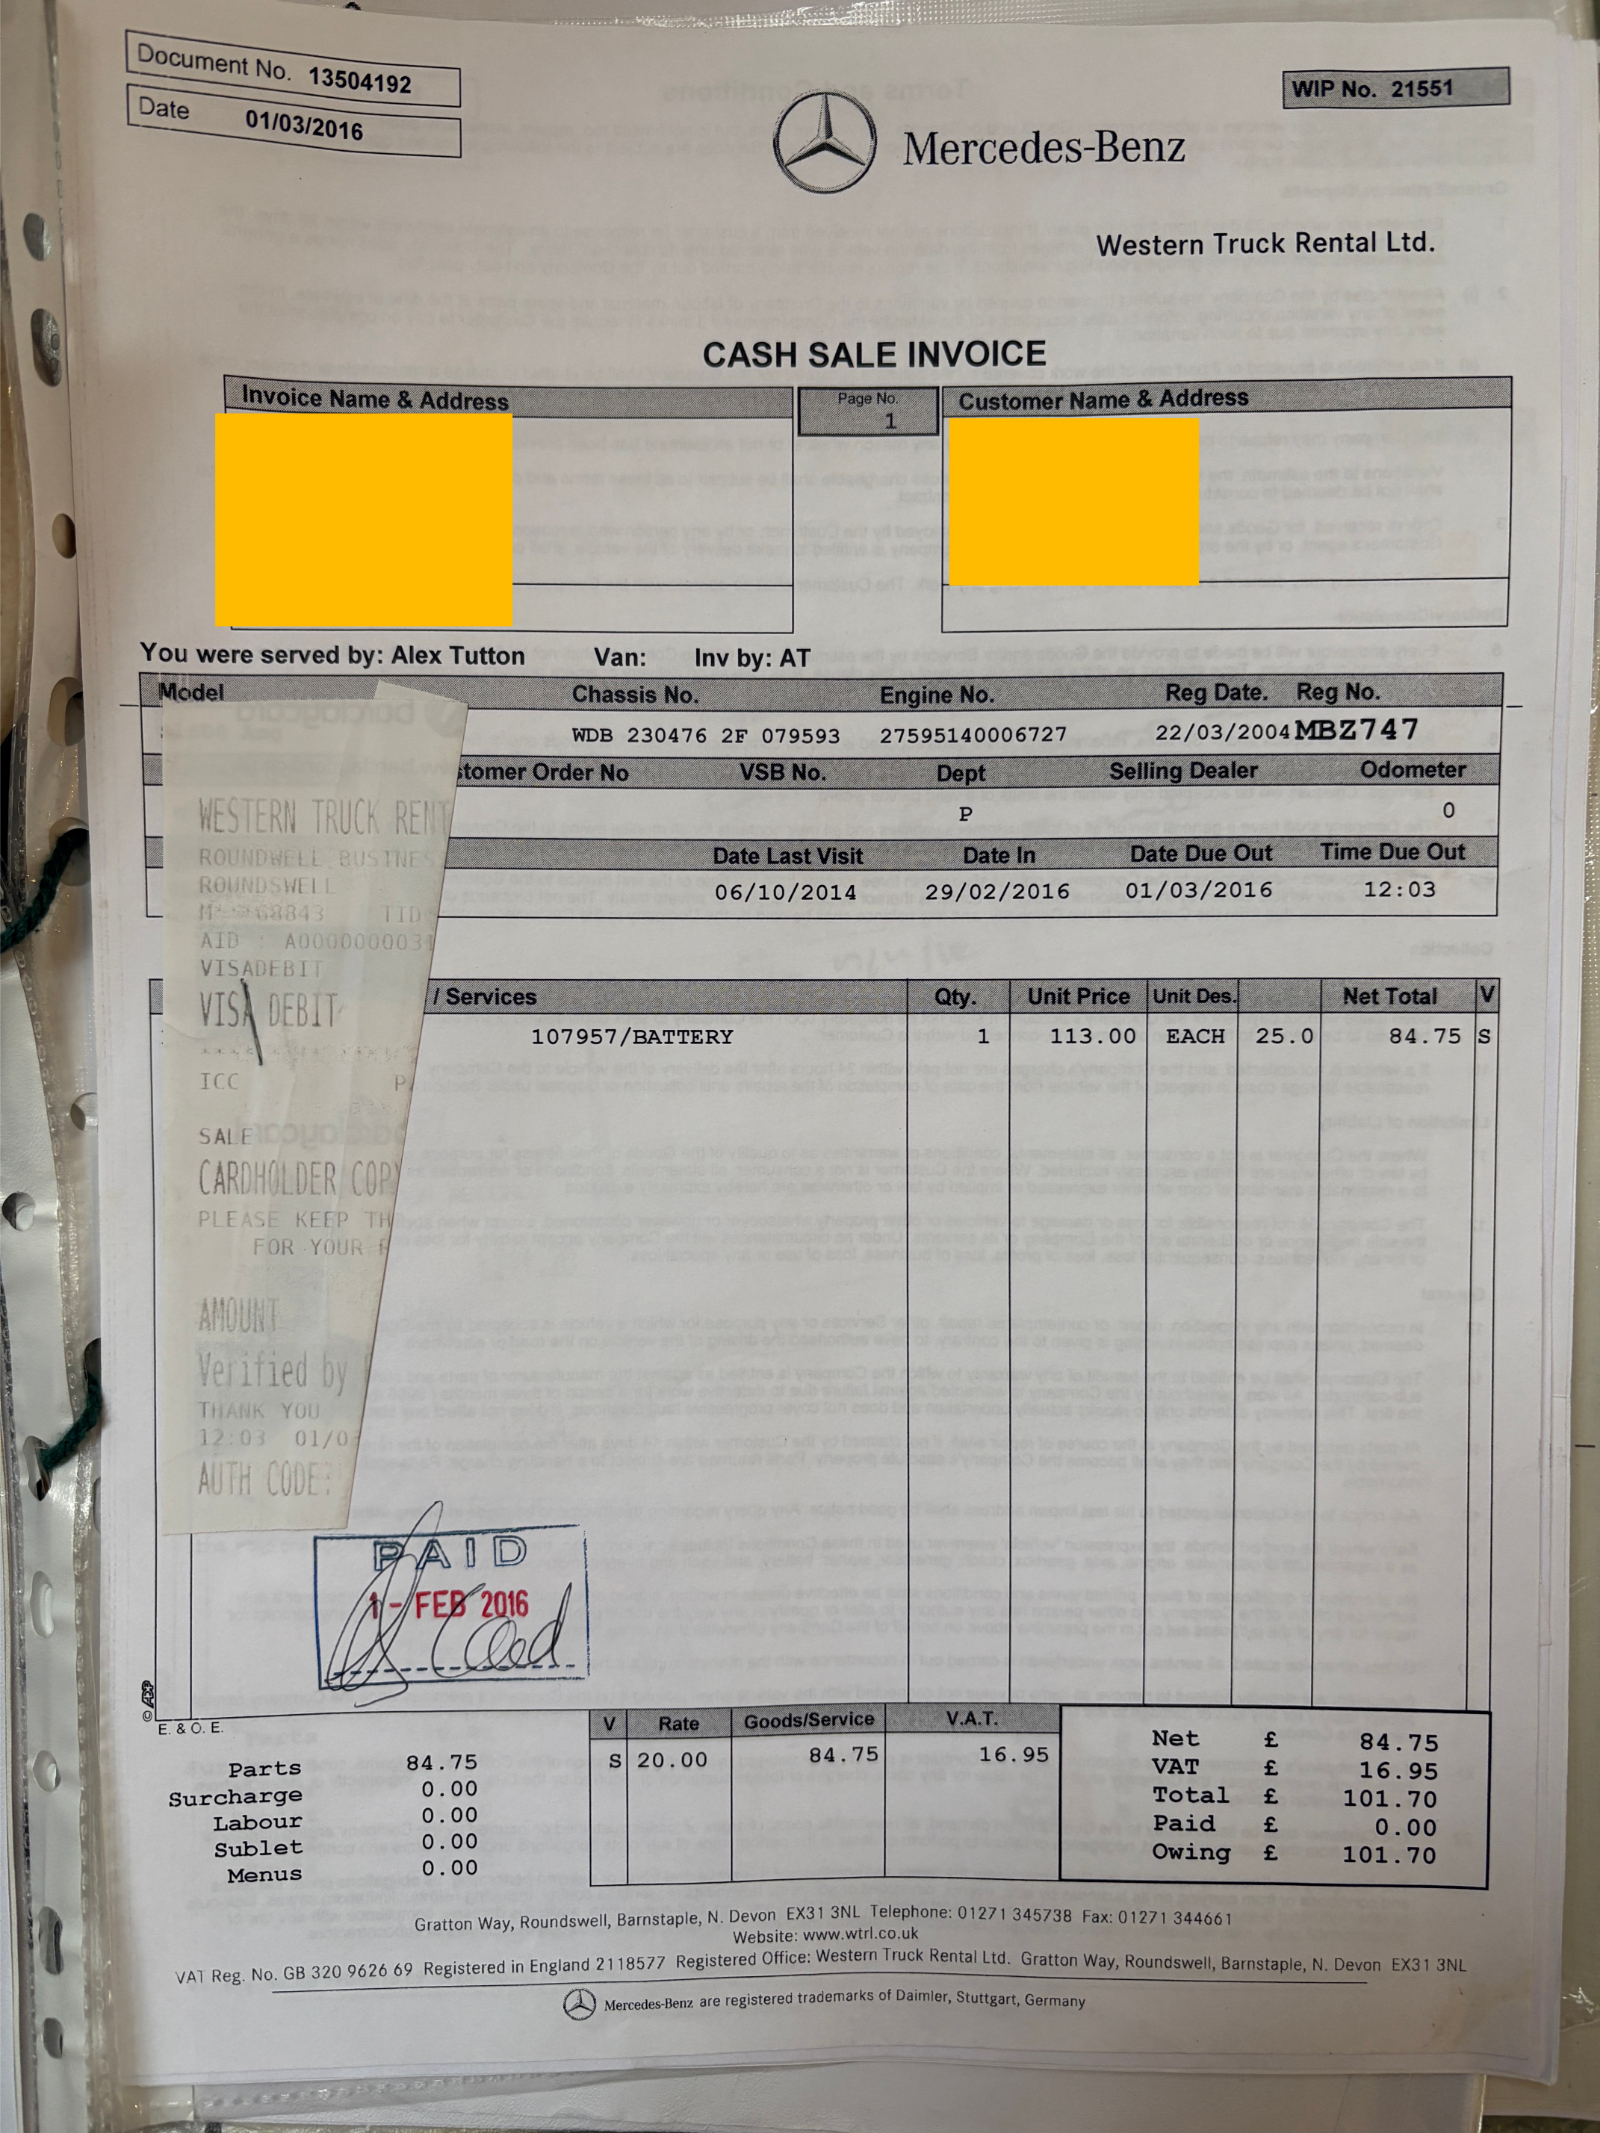 Document No. 13504192
Date 01/03/2016
WIP No. 21551
Mercedes-Benz
Western Truck Rental Ltd.
CASH SALE INVOICE
Invoice Name & Address
Page No.
1
Customer Name & Address
You were served by: Alex Tutton Van: Inv by: AT
Model Chassis No. Engine No. Reg Date. Reg No.
WDB 230476 2F 079593 27595140006727 22/03/2004 MBZ747
stomer Order No VSB No. Dept Selling Dealer Odometer
P 0
Date Last Visit Date In Date Due Out Time Due Out
06/10/2014 29/02/2016 01/03/2016 12:03
/ Services Qty. Unit Price Unit Des. Net Total V
107957/BATTERY 1 113.00 EACH 25.0 84.75 S
WESTERN TRUCK RENT
ROUNDWELL BUSINES
ROUNDSWELL
68843 TID
AID : A0000000031
VISADEBIT
VISA DEBIT
ICC P
SALE
CARDHOLDER COPY
PLEASE KEEP TH
FOR YOUR R
AMOUNT
Verified by
THANK YOU
12:03 01/03
AUTH CODE:
PAID
1 - FEB 2016
© ADP
E. & O. E.
Parts 84.75
Surcharge 0.00
Labour 0.00
Sublet 0.00
Menus 0.00
V Rate Goods/Service V.A.T.
S 20.00 84.75 16.95
Net £ 84.75
VAT £ 16.95
Total £ 101.70
Paid £ 0.00
Owing £ 101.70
Gratton Way, Roundswell, Barnstaple, N. Devon EX31 3NL Telephone: 01271 345738 Fax: 01271 344661
Website: www.wtrl.co.uk
VAT Reg. No. GB 320 9626 69 Registered in England 2118577 Registered Office: Western Truck Rental Ltd. Gratton Way, Roundswell, Barnstaple, N. Devon EX31 3NL
Mercedes-Benz are registered trademarks of Daimler, Stuttgart, Germany